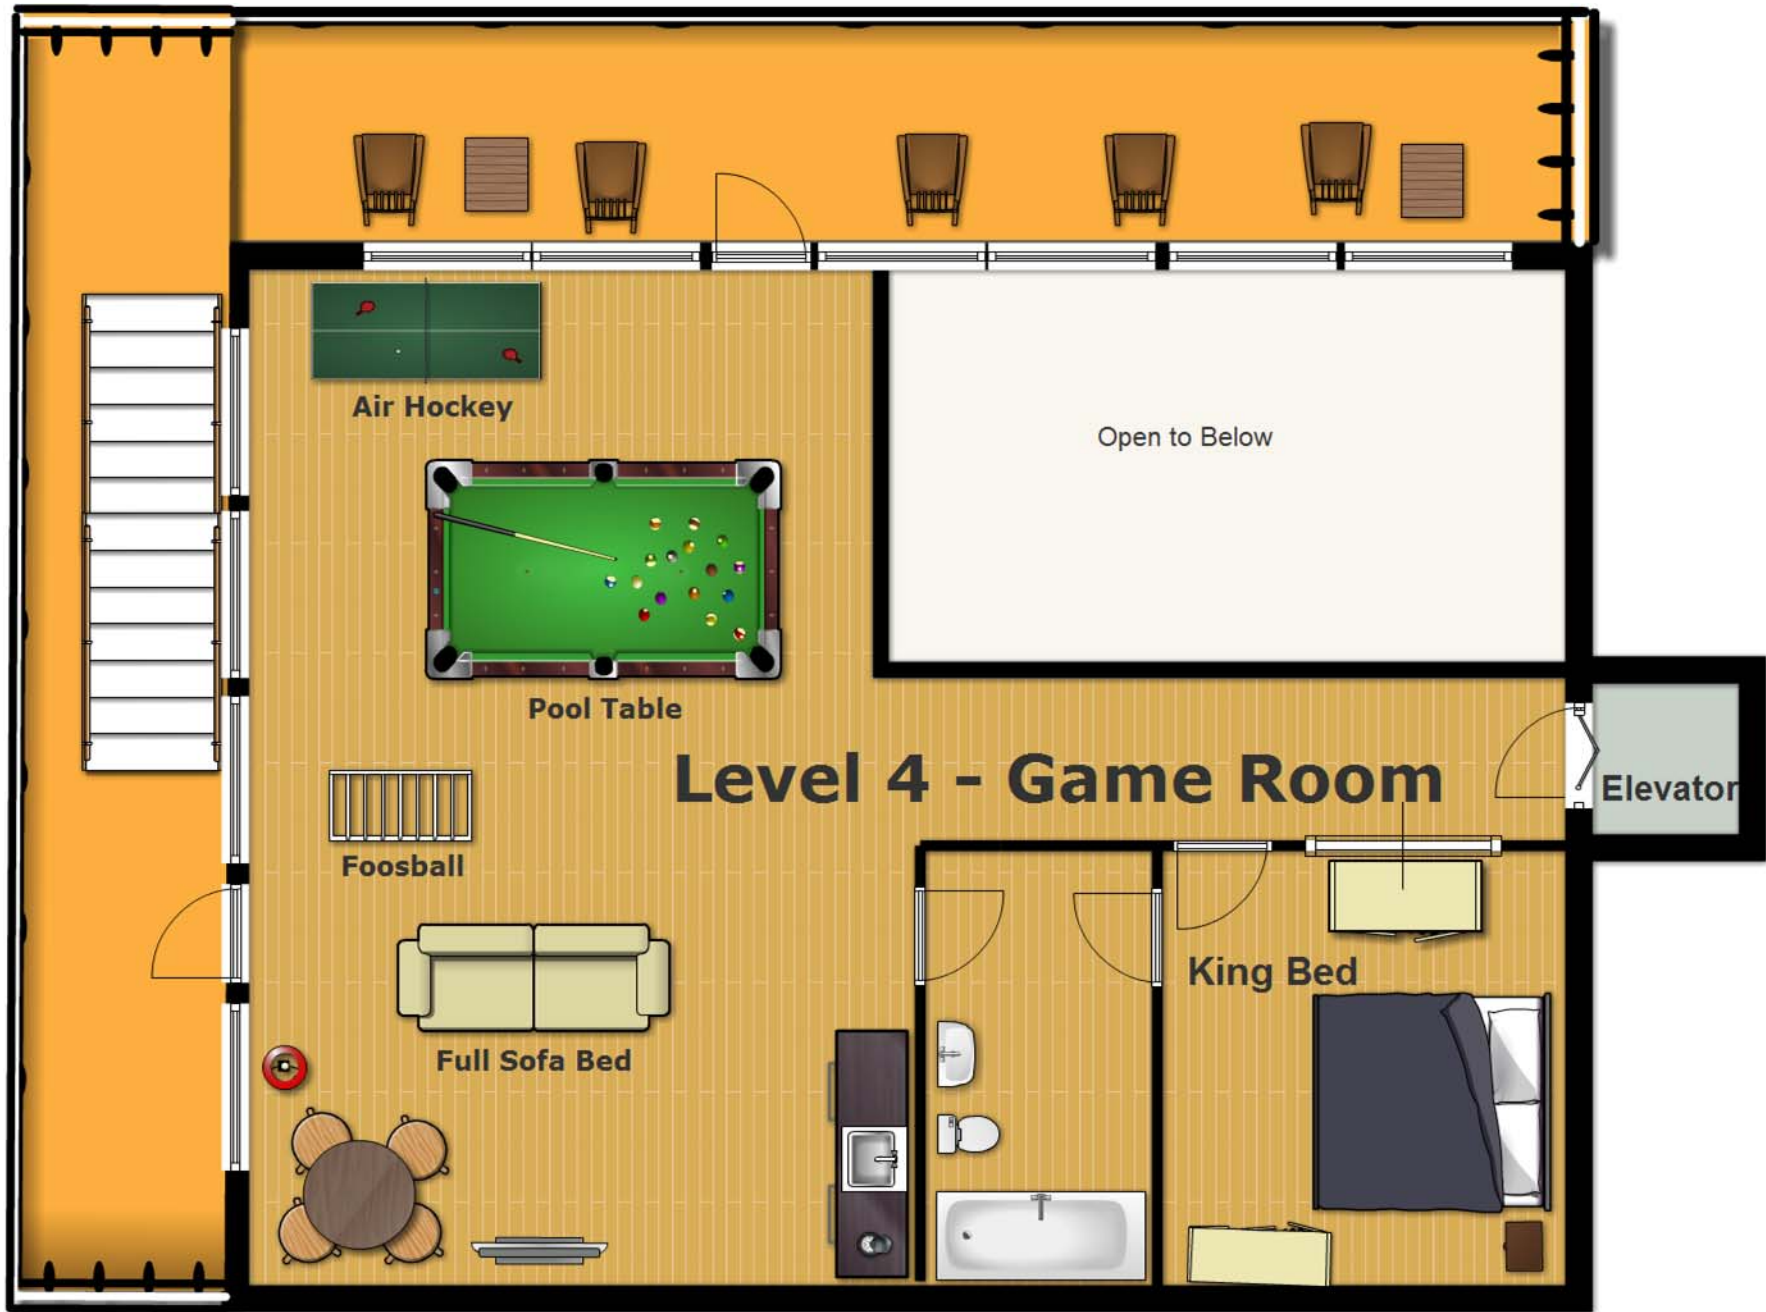 Air Hockey
Open to Below
Pool Table
Level 4 - Game Room
Elevator
Foosball
King Bed
Full Sofa Bed